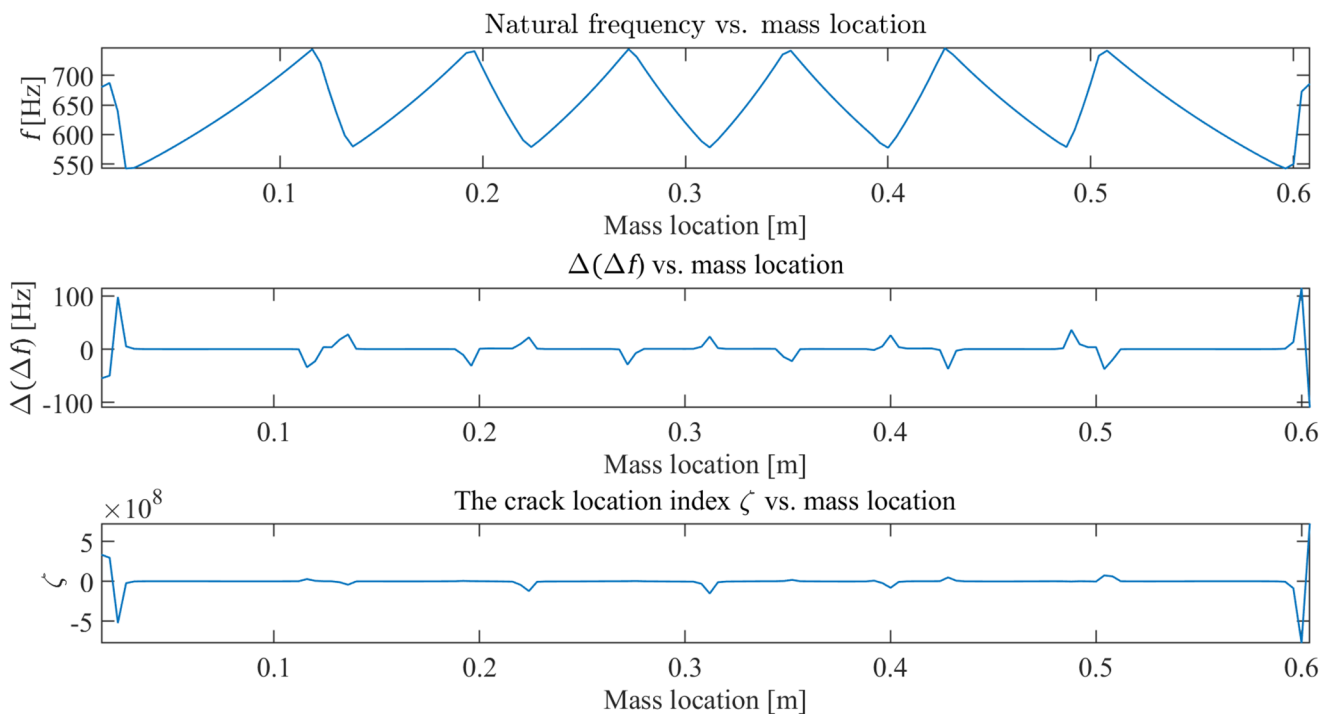 Natural frequency vs. mass location
f [Hz]
700
650
600
550
0.1 0.2 0.3 0.4 0.5 0.6
Mass location [m]
Δ(Δf) vs. mass location
Δ(Δf) [Hz]
100
0
-100
0.1 0.2 0.3 0.4 0.5 0.6
Mass location [m]
The crack location index ζ vs. mass location
×10⁸
ζ
5
0
-5
0.1 0.2 0.3 0.4 0.5 0.6
Mass location [m]